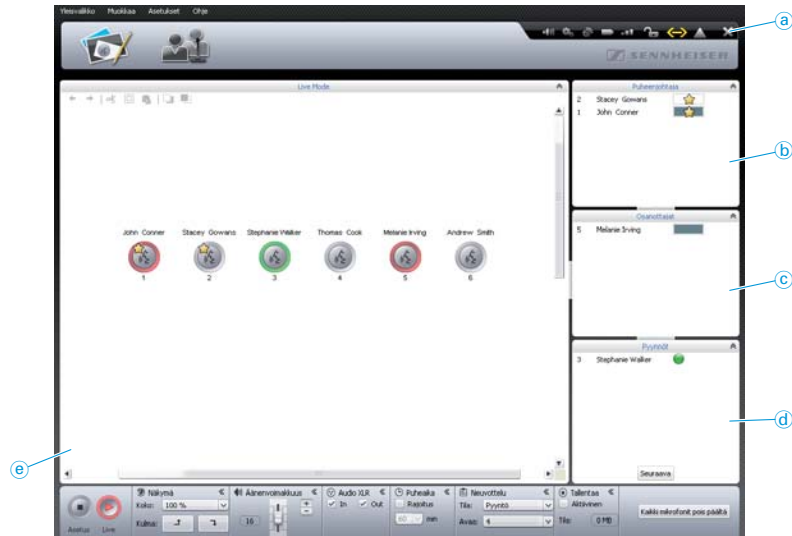 Yleisvalikko Muokkaa Asetukset Ohje
a
SENNHEISER
Live Mode
Puheenjohtaja
2 Stacey Gowans
1 John Conner
b
Osanottajat
5 Melanie Irving
c
John Conner Stacey Gowans Stephanie Walker Thomas Cook Melanie Irving Andrew Smith
1 2 3 4 5 6
Pyynnöt
3 Stephanie Walker
d
Seuraava
e
Näkymä Äänenvoimakkuus Audio XLR Puheaika Neuvottelu Tallentaa
Koko: 100 % In Out Rajoitus Tila: Pyyntö Aktiivinen
Kulma: 16 60 min Avaa: 4 Tila: 0 MB
Asetus Live
Kaikki mikrofonit pois päältä